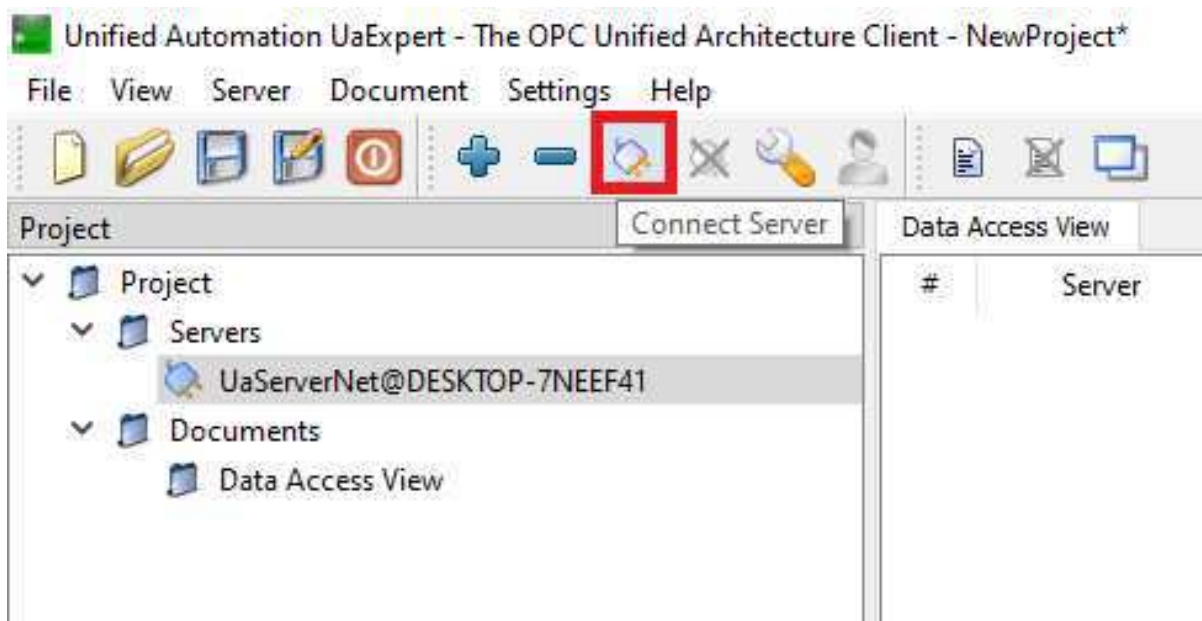 Unified Automation UaExpert - The OPC Unified Architecture Client - NewProject*
File View Server Document Settings Help
Connect Server
Project
Data Access View
Project
# Server
Servers
UaServerNet@DESKTOP-7NEEF41
Documents
Data Access View